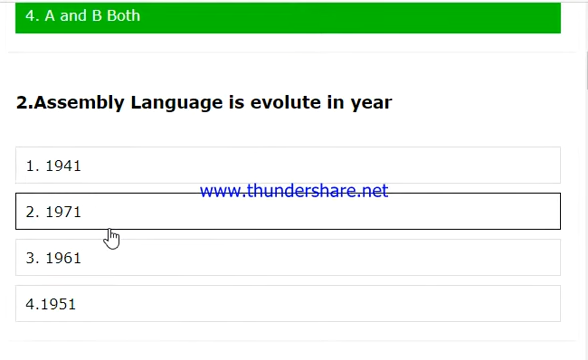 4. A and B Both
2.Assembly Language is evolute in year
1. 1941
www.thundershare.net
2. 1971
3. 1961
4.1951